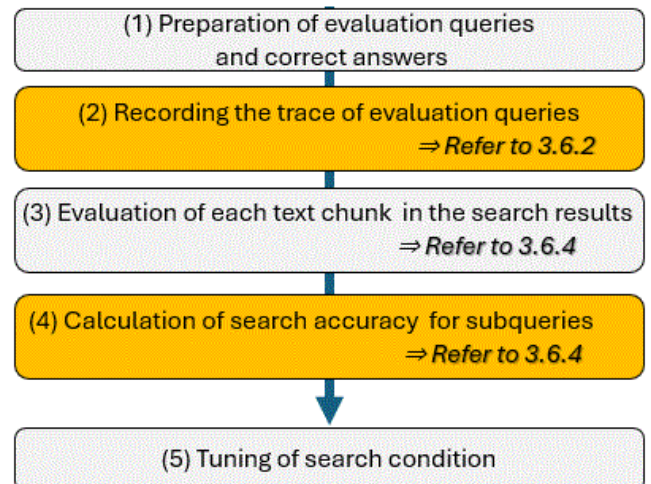 (1) Preparation of evaluation queries
and correct answers
(2) Recording the trace of evaluation queries
⇒ Refer to 3.6.2
(3) Evaluation of each text chunk in the search results
⇒ Refer to 3.6.4
(4) Calculation of search accuracy for subqueries
⇒ Refer to 3.6.4
(5) Tuning of search condition